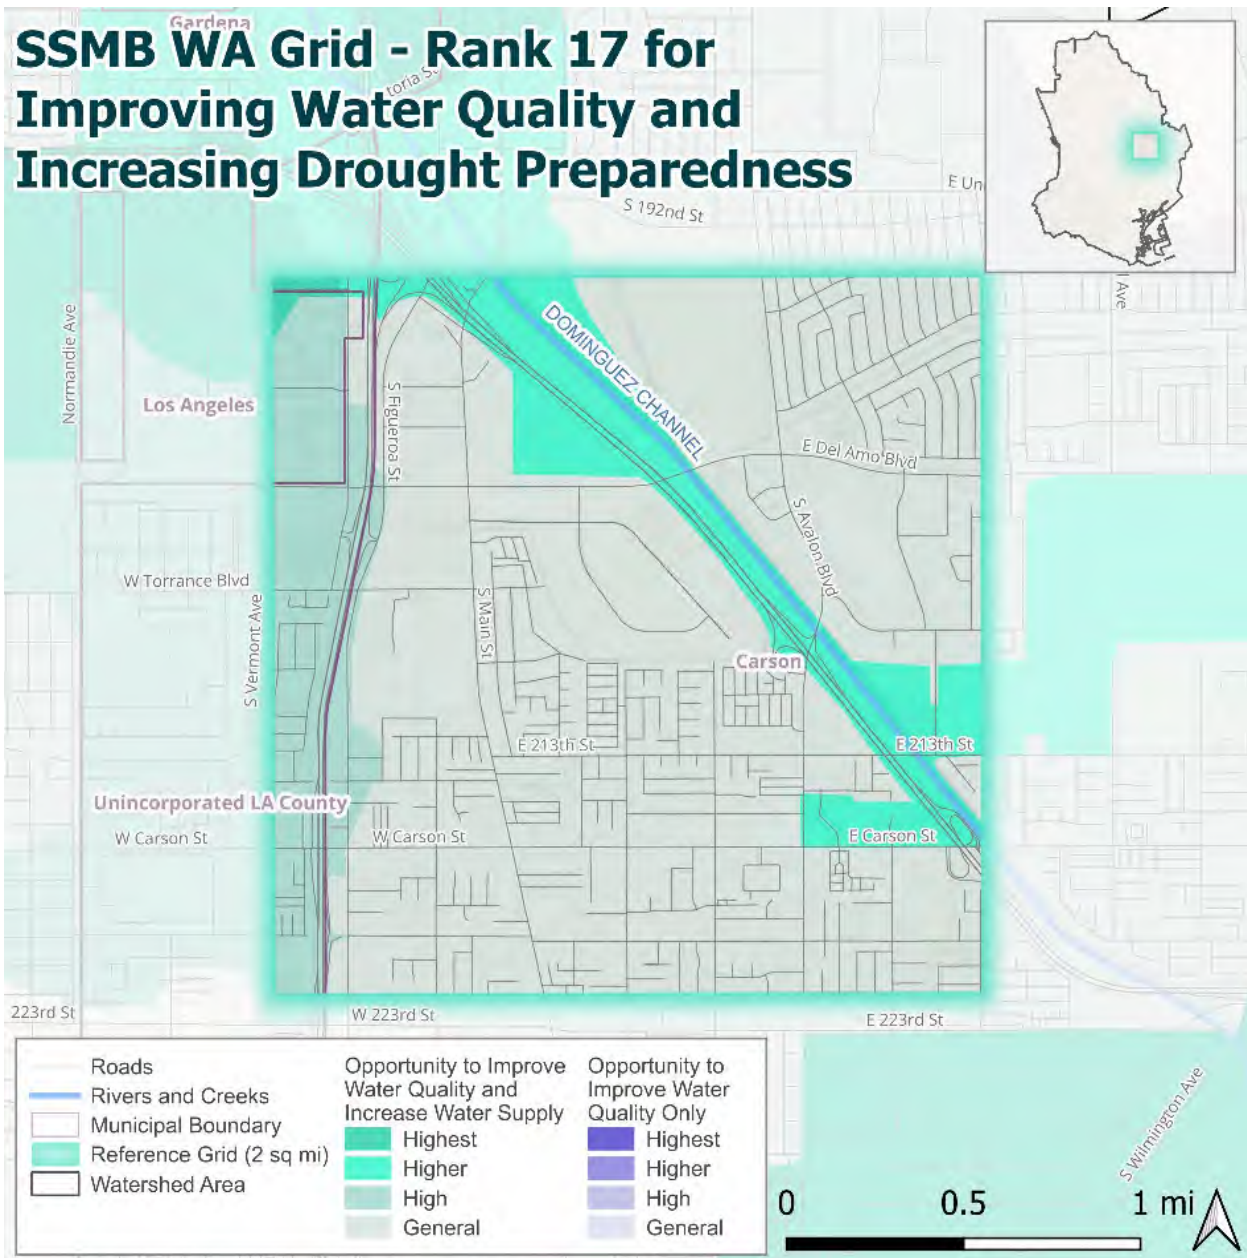 Gardena
SSMB WA Grid - Rank 17 for
Improving Water Quality and
Increasing Drought Preparedness
toria St
E Un
S 192nd St
l Ave
Normandie Ave
DOMINGUEZ CHANNEL
Los Angeles
S Figueroa St
E Del Amo Blvd
S Avalon Blvd
W Torrance Blvd
S Vermont Ave
S Main St
Carson
E 213th St
E 213th St
Unincorporated LA County
W Carson St
W Carson St
E Carson St
223rd St
W 223rd St
E 223rd St
S Wilmington Ave
Roads
Rivers and Creeks
Municipal Boundary
Reference Grid (2 sq mi)
Watershed Area
Opportunity to Improve
Water Quality and
Increase Water Supply
Highest
Higher
High
General
Opportunity to
Improve Water
Quality Only
Highest
Higher
High
General
0 0.5 1 mi